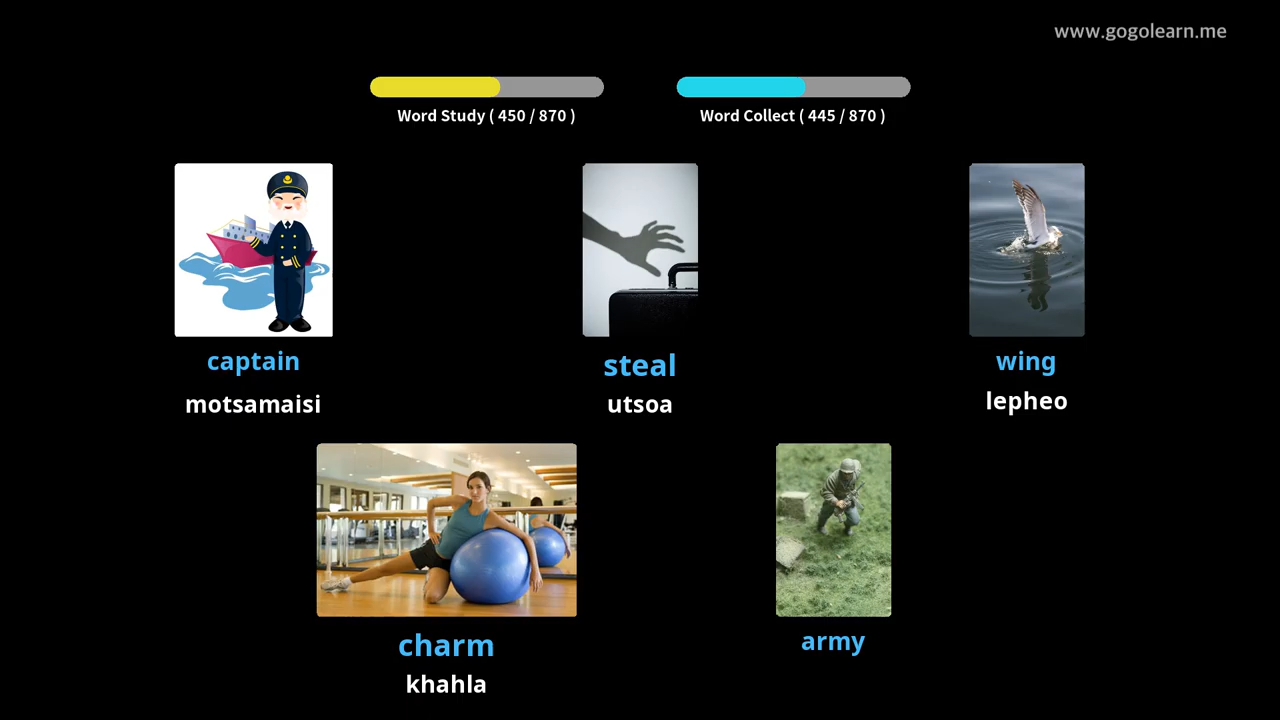 www.gogolearn.me
Word Study ( 450 / 870 )
Word Collect ( 445 / 870 )
captain
motsamaisi
steal
utsoa
wing
lepheo
charm
khahla
army